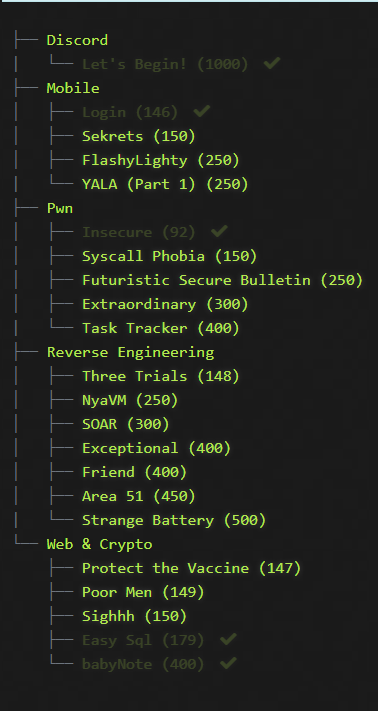 Discord
Let's Begin! (1000) ✔
Mobile
Login (146) ✔
Sekrets (150)
FlashyLighty (250)
YALA (Part 1) (250)
Pwn
Insecure (92) ✔
Syscall Phobia (150)
Futuristic Secure Bulletin (250)
Extraordinary (300)
Task Tracker (400)
Reverse Engineering
Three Trials (148)
NyaVM (250)
SOAR (300)
Exceptional (400)
Friend (400)
Area 51 (450)
Strange Battery (500)
Web & Crypto
Protect the Vaccine (147)
Poor Men (149)
Sighhh (150)
Easy Sql (179) ✔
babyNote (400) ✔